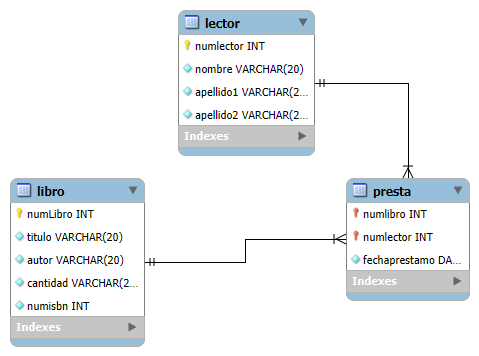 lector
numlector INT
nombre VARCHAR(20)
apellido1 VARCHAR(2...
apellido2 VARCHAR(2...
Indexes
libro
numLibro INT
titulo VARCHAR(20)
autor VARCHAR(20)
cantidad VARCHAR(2...
numisbn INT
Indexes
presta
numlibro INT
numlector INT
fechaprestamo DA...
Indexes